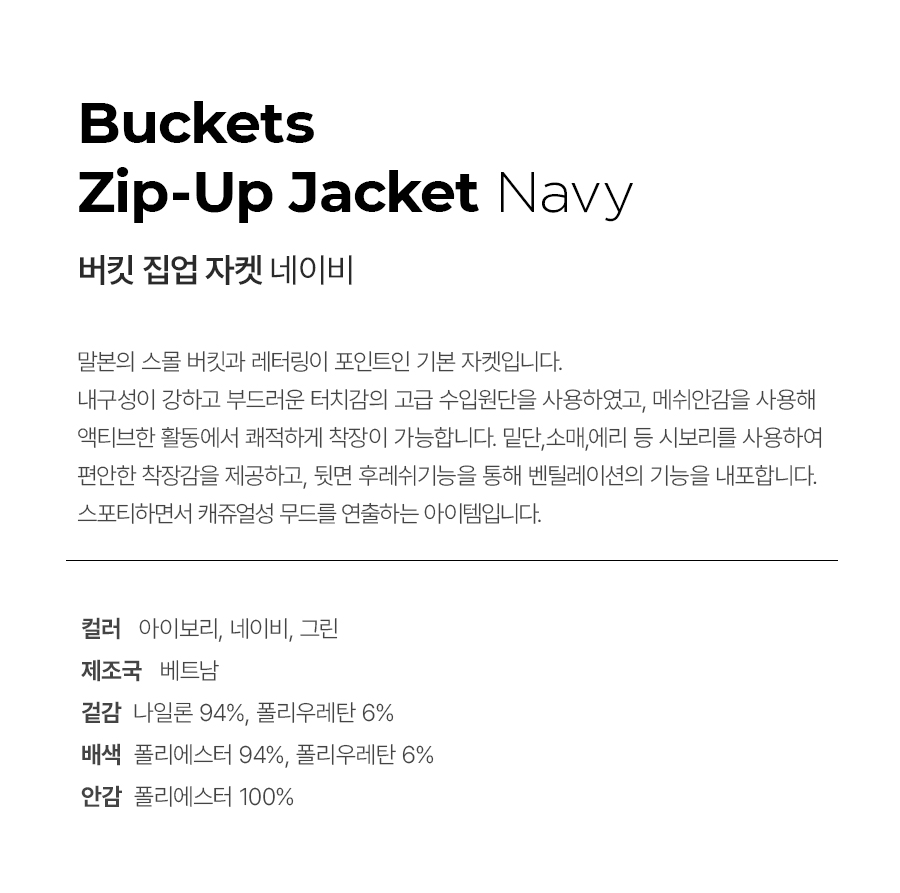 Buckets
Zip-Up Jacket Navy
버킷 집업 자켓 네이비
말본의 스몰 버킷과 레터링이 포인트인 기본 자켓입니다.
내구성이 강하고 부드러운 터치감의 고급 수입원단을 사용하였고, 메쉬안감을 사용해
액티브한 활동에서 쾌적하게 착장이 가능합니다. 밑단,소매,에리 등 시보리를 사용하여
편안한 착장감을 제공하고, 뒷면 후레쉬기능을 통해 벤틸레이션의 기능을 내포합니다.
스포티하면서 캐쥬얼성 무드를 연출하는 아이템입니다.
컬러 아이보리, 네이비, 그린
제조국 베트남
겉감 나일론 94%, 폴리우레탄 6%
배색 폴리에스터 94%, 폴리우레탄 6%
안감 폴리에스터 100%